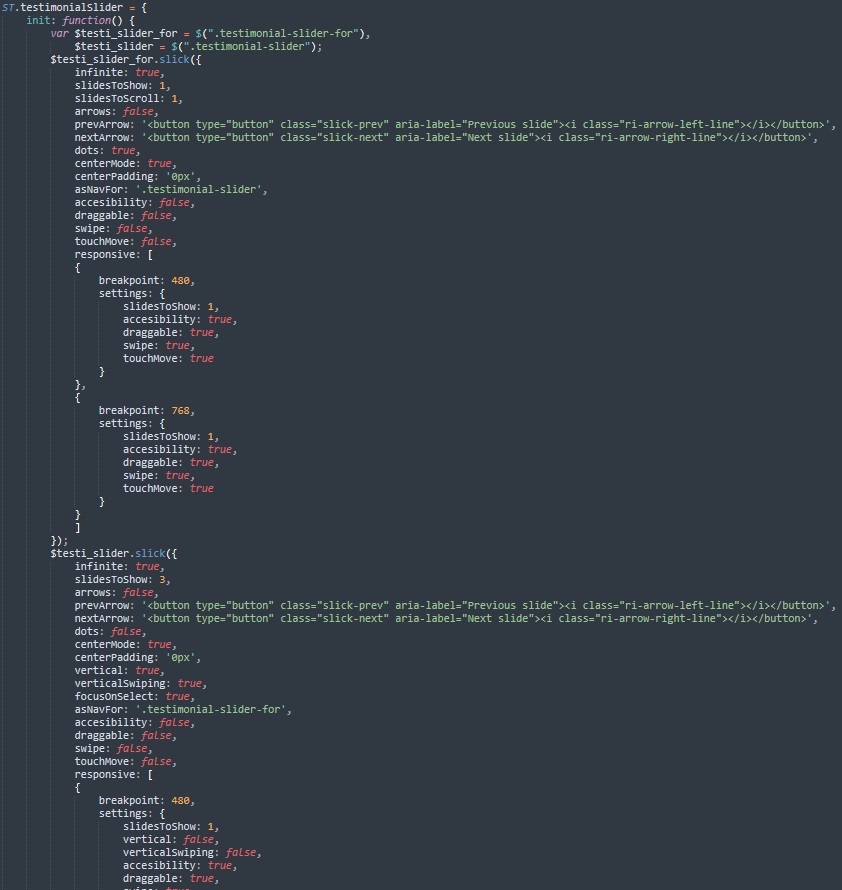 ST.testimonialSlider = {
init: function() {
var $testi_slider_for = $(".testimonial-slider-for"),
$testi_slider = $(".testimonial-slider");
$testi_slider_for.slick({
infinite: true,
slidesToShow: 1,
slidesToScroll: 1,
arrows: false,
prevArrow: '<button type="button" class="slick-prev" aria-label="Previous slide"><i class="ri-arrow-left-line"></i></button>',
nextArrow: '<button type="button" class="slick-next" aria-label="Next slide"><i class="ri-arrow-right-line"></i></button>',
dots: true,
centerMode: true,
centerPadding: '0px',
asNavFor: '.testimonial-slider',
accesibility: false,
draggable: false,
swipe: false,
touchMove: false,
responsive: [
{
breakpoint: 480,
settings: {
slidesToShow: 1,
accesibility: true,
draggable: true,
swipe: true,
touchMove: true
}
},
{
breakpoint: 768,
settings: {
slidesToShow: 1,
accesibility: true,
draggable: true,
swipe: true,
touchMove: true
}
}
]
});
$testi_slider.slick({
infinite: true,
slidesToShow: 3,
arrows: false,
prevArrow: '<button type="button" class="slick-prev" aria-label="Previous slide"><i class="ri-arrow-left-line"></i></button>',
nextArrow: '<button type="button" class="slick-next" aria-label="Next slide"><i class="ri-arrow-right-line"></i></button>',
dots: false,
centerMode: true,
centerPadding: '0px',
vertical: true,
verticalSwiping: true,
focusOnSelect: true,
asNavFor: '.testimonial-slider-for',
accesibility: false,
draggable: false,
swipe: false,
touchMove: false,
responsive: [
{
breakpoint: 480,
settings: {
slidesToShow: 1,
vertical: false,
verticalSwiping: false,
accesibility: true,
draggable: true,